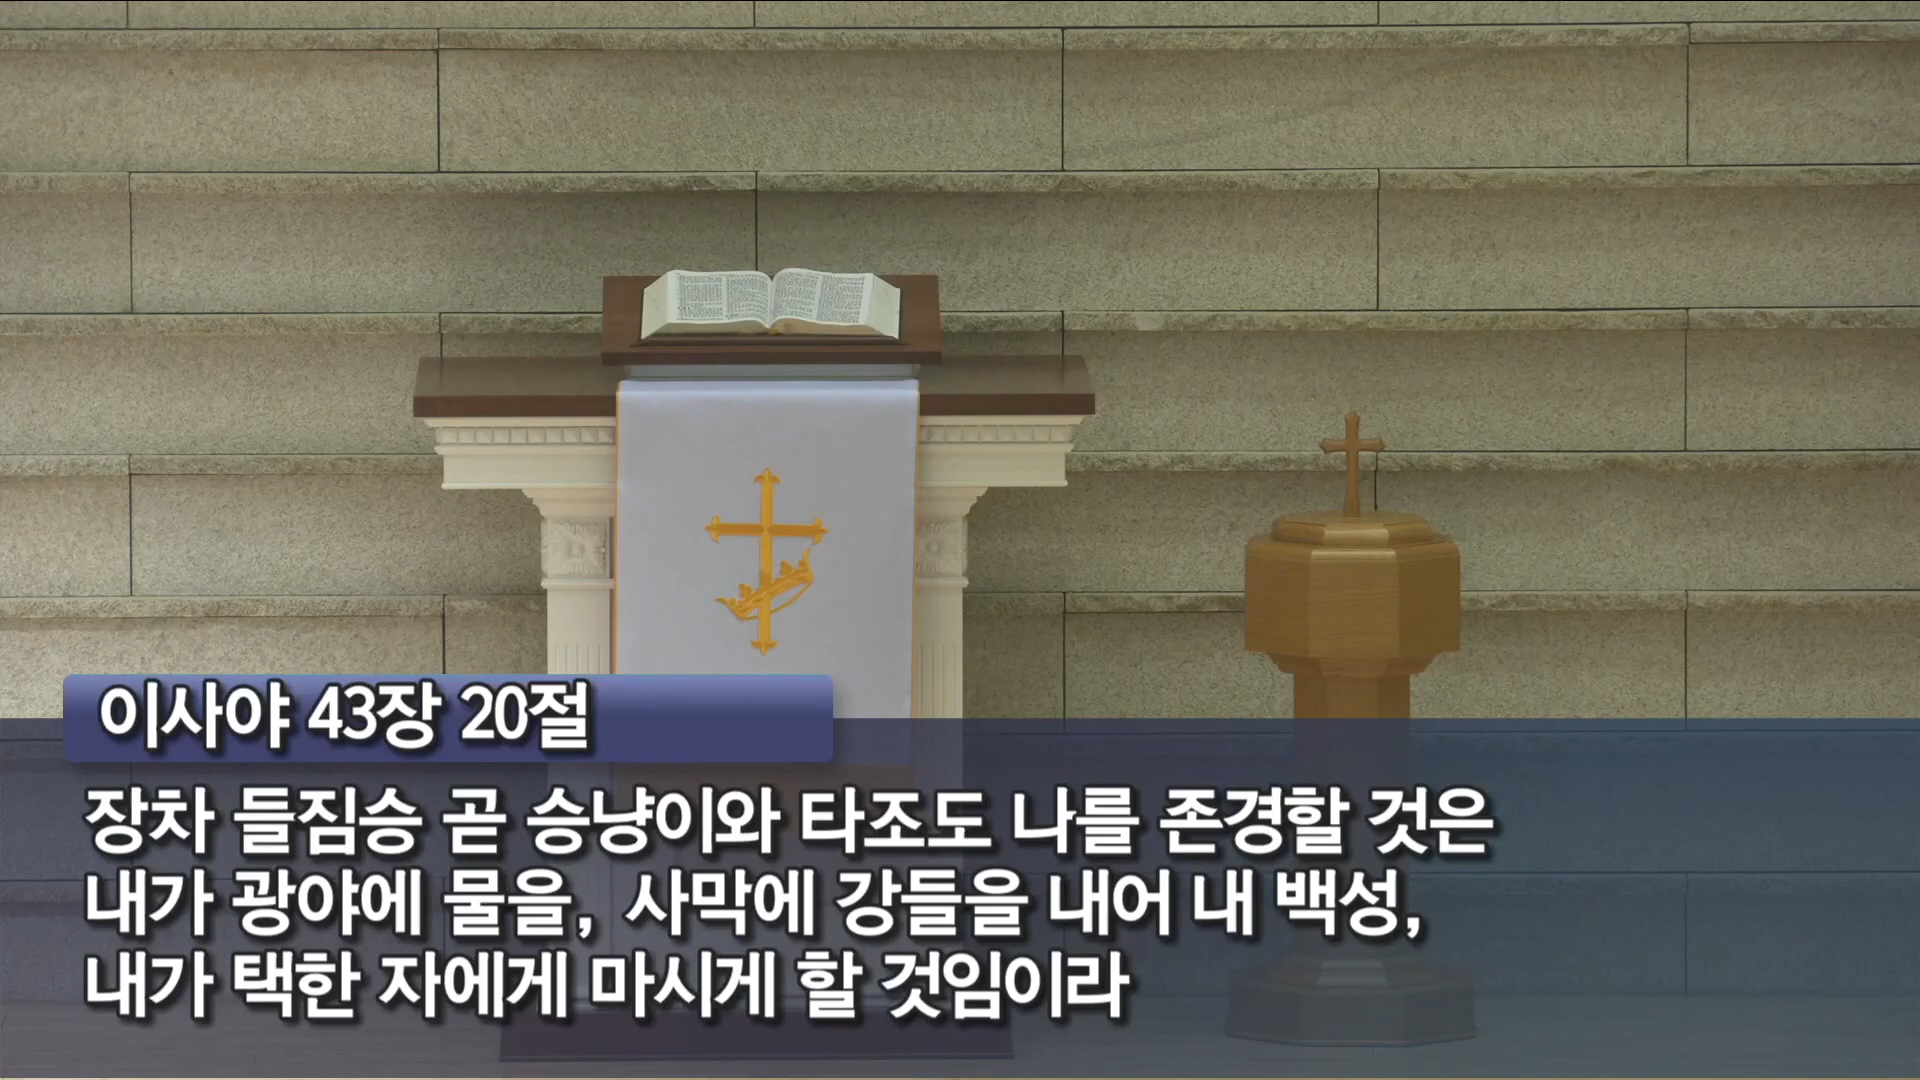 이사야 43장 20절
장차 들짐승 곧 승냥이와 타조도 나를 존경할 것은
내가 광야에 물을, 사막에 강들을 내어 내 백성,
내가 택한 자에게 마시게 할 것임이라